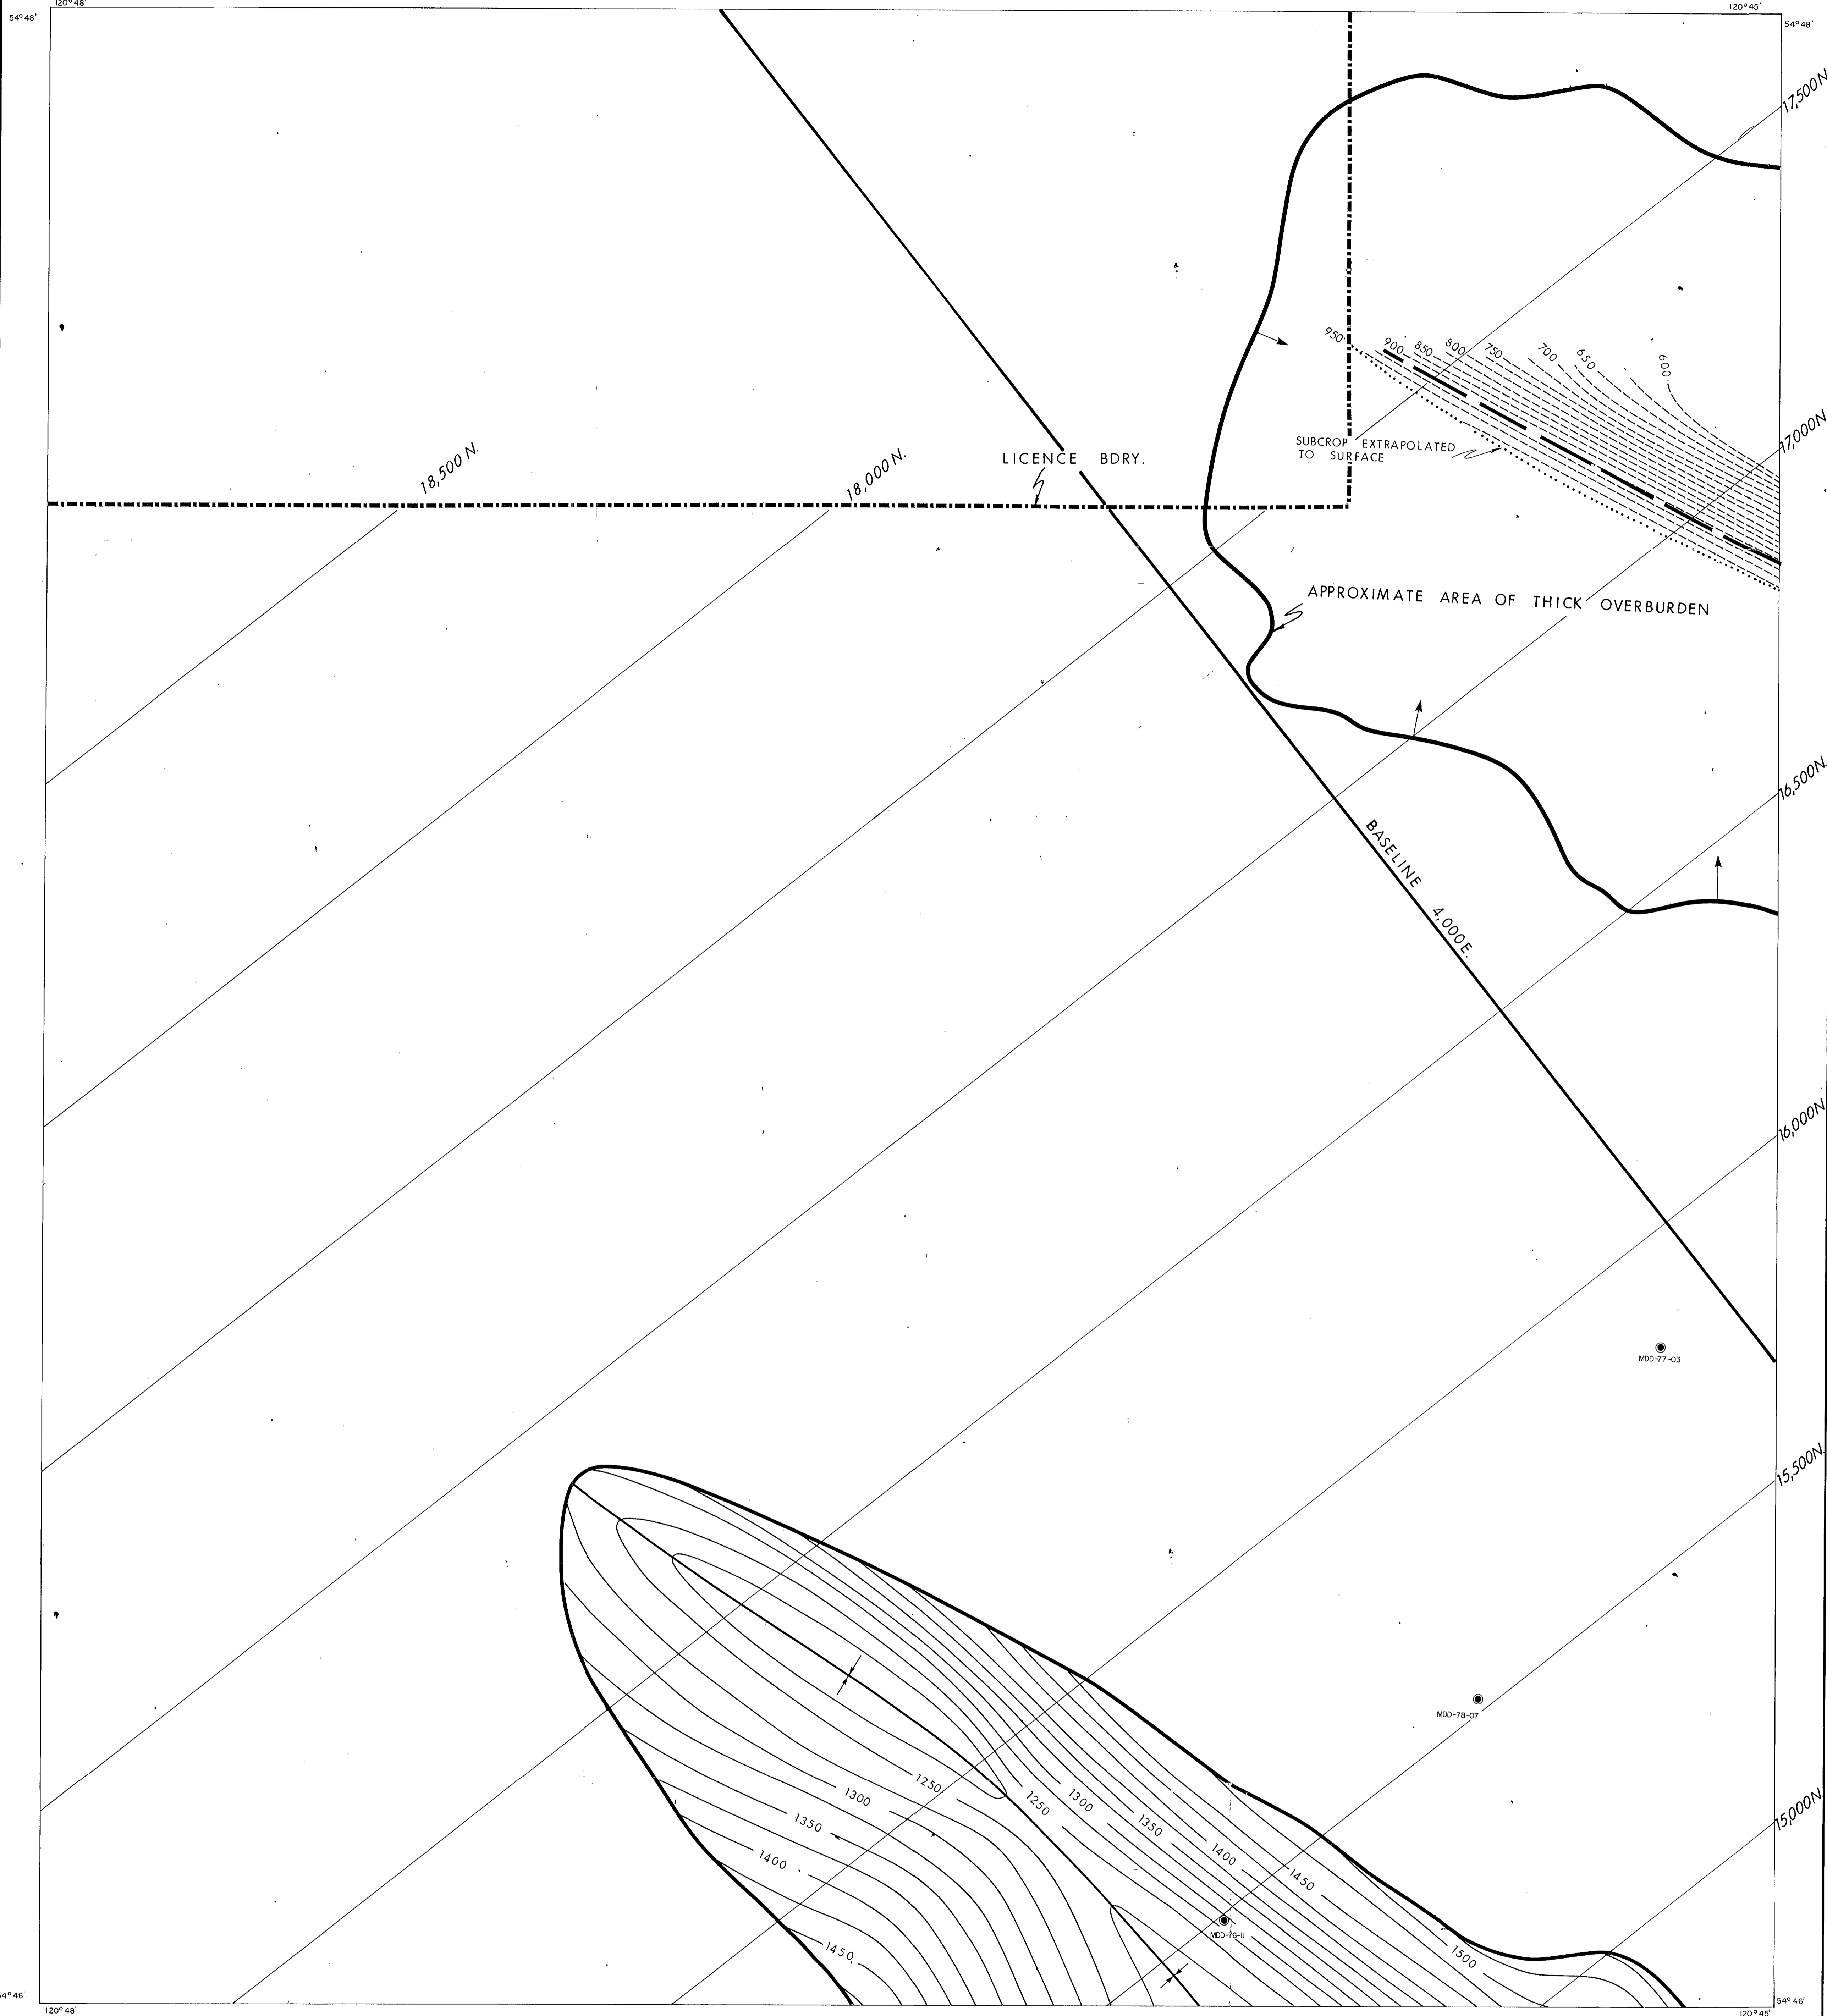 120°48'
120°45'
54°48'
54°48'
17,500N
950
900
850
800
750
700
650
600
17,000N
SUBCROP EXTRAPOLATED
TO SURFACE
LICENCE BDRY.
18,500 N.
18,000 N.
APPROXIMATE AREA OF THICK OVERBURDEN
16,500N.
BASELINE 4,000E.
16,000N.
MDD-77-03
15,500N.
MDD-78-07
1250
1300
1350
1400
1450
1250
1300
1350
1400
1450
1500
15,000N
MDD-76-11
54°46'
120°48'
54°46'
120°45'